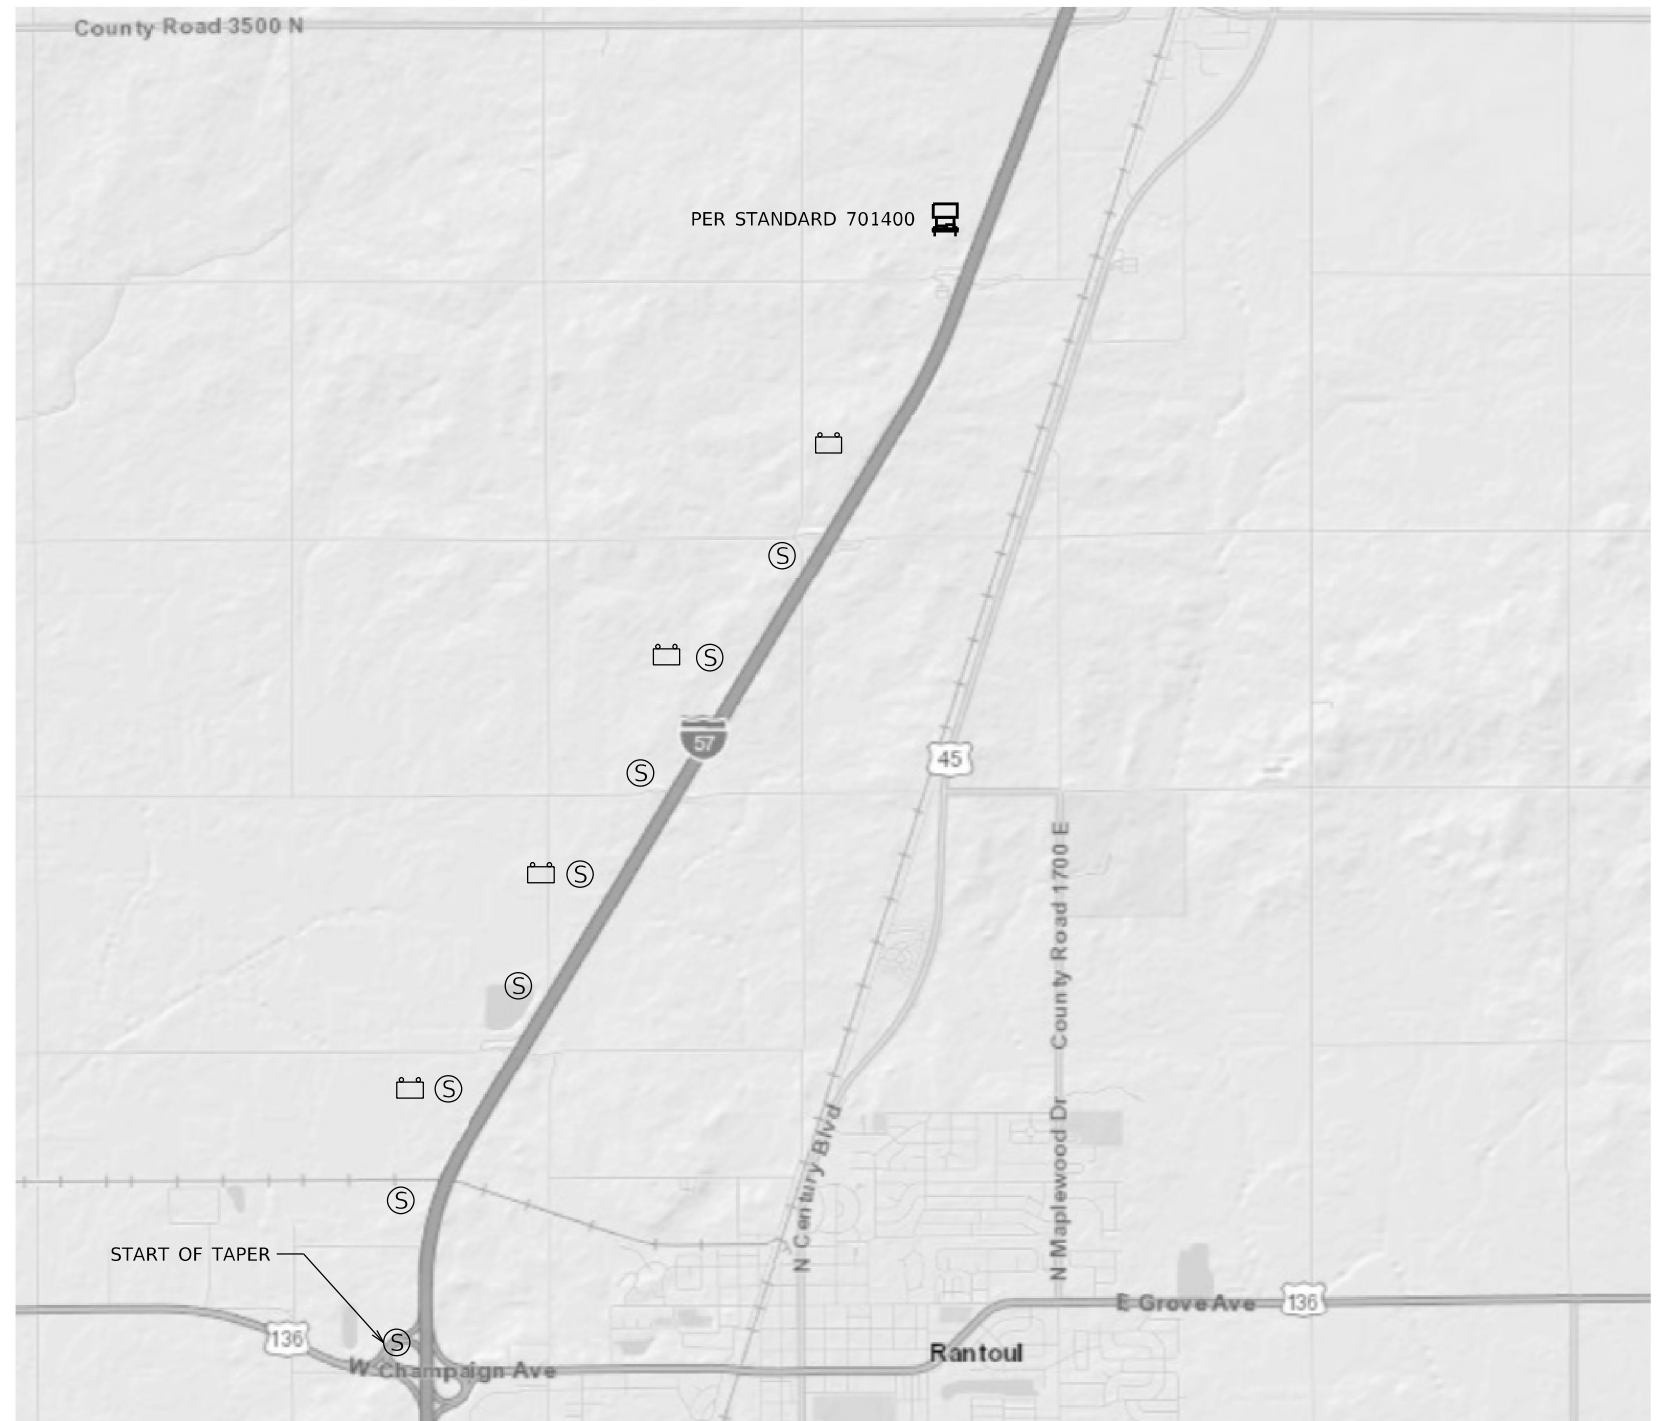 County Road 3500 N
PER STANDARD 701400
S
S
57
S
45
S
County Road 1700 E
S
S
N Century Blvd
N Maplewood Dr
S
START OF TAPER
136
E Grove Ave
136
S
Rantoul
W Champaign Ave